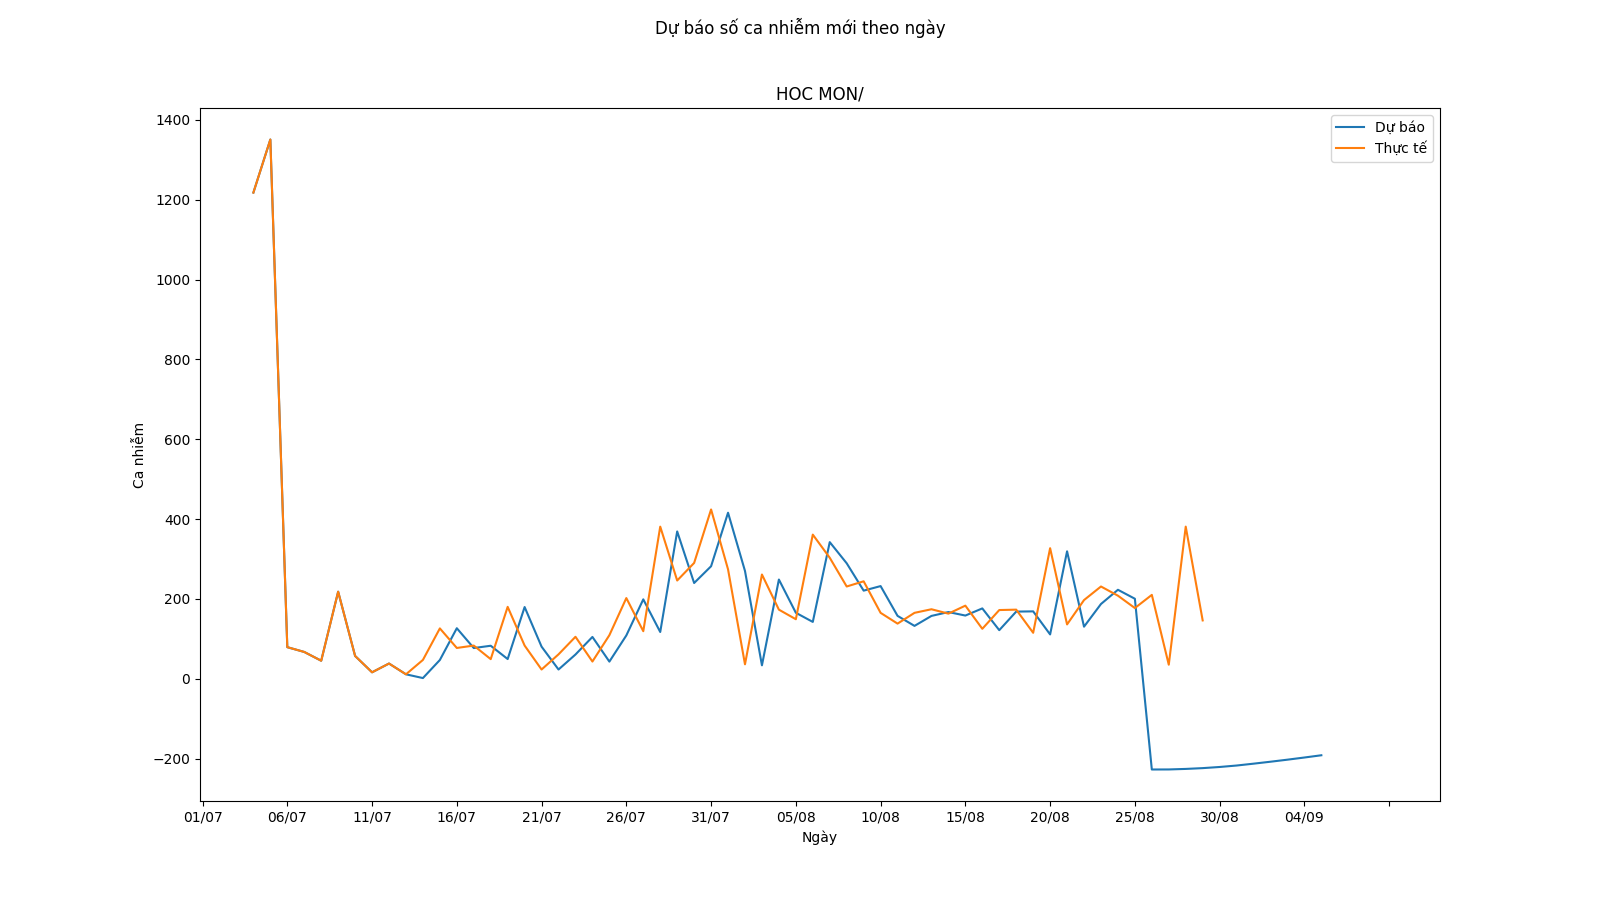 Dự báo số ca nhiễm mới theo ngày
HOC MON/
Dự báo
Thực tế
1400
1200
1000
800
600
400
200
0
−200
Ca nhiễm
01/07 06/07 11/07 16/07 21/07 26/07 31/07 05/08 10/08 15/08 20/08 25/08 30/08 04/09
Ngày